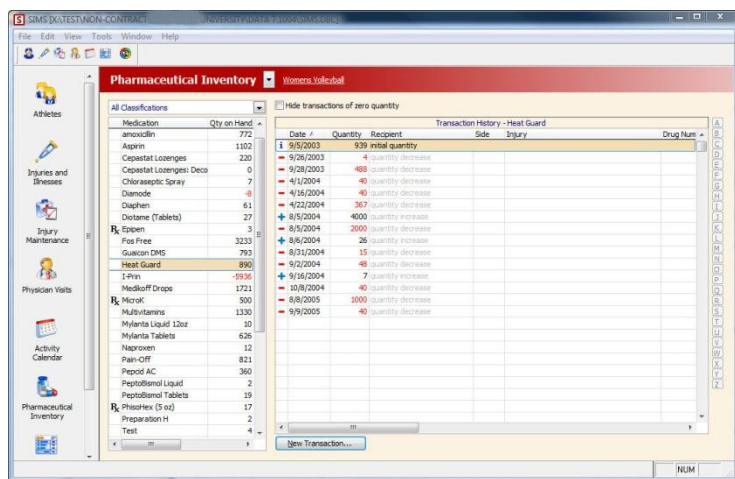 SIMS [X:\TEST\NON-CONTRACT
File Edit View Tools Window Help
Pharmaceutical Inventory Womens Volleyball
Athletes
Injuries and
Illnesses
Injury
Maintenance
Physician Visits
Activity
Calendar
Pharmaceutical
Inventory
All Classifications
Medication Qty on Hand
amoxicillin 772
Aspirin 1102
Cepastat Lozenges 220
Cepastat Lozenges: Deco 0
Chloraseptic Spray 7
Diamode -8
Diaphen 61
Diotame (Tablets) 27
Rx Epipen 3
Fos Free 3233
Guaicon DMS 793
Heat Guard 890
I-Prin -5936
Medikoff Drops 1721
Rx MicroK 500
Multivitamins 1330
Mylanta Liquid 12oz 10
Mylanta Tablets 626
Naproxen 12
Pain-Off 821
Pepcid AC 360
PeptoBismol Liquid 2
PeptoBismol Tablets 19
Rx PhisoHex (5 oz) 17
Preparation H 2
Test 4
Hide transactions of zero quantity
Transaction History - Heat Guard
Date Quantity Recipient Side Injury Drug Num
9/5/2003 939 initial quantity
9/26/2003 4 quantity decrease
9/28/2003 488 quantity decrease
4/1/2004 40 quantity decrease
4/16/2004 40 quantity decrease
4/22/2004 367 quantity decrease
8/5/2004 4000 quantity increase
8/5/2004 2000 quantity decrease
8/6/2004 26 quantity increase
8/31/2004 15 quantity decrease
9/2/2004 48 quantity decrease
9/16/2004 7 quantity increase
10/8/2004 40 quantity decrease
8/8/2005 1000 quantity decrease
9/9/2005 40 quantity decrease
A
B
C
D
E
F
G
H
I
J
K
L
M
N
O
P
Q
R
S
T
U
V
W
X
Y
Z
New Transaction...
NUM